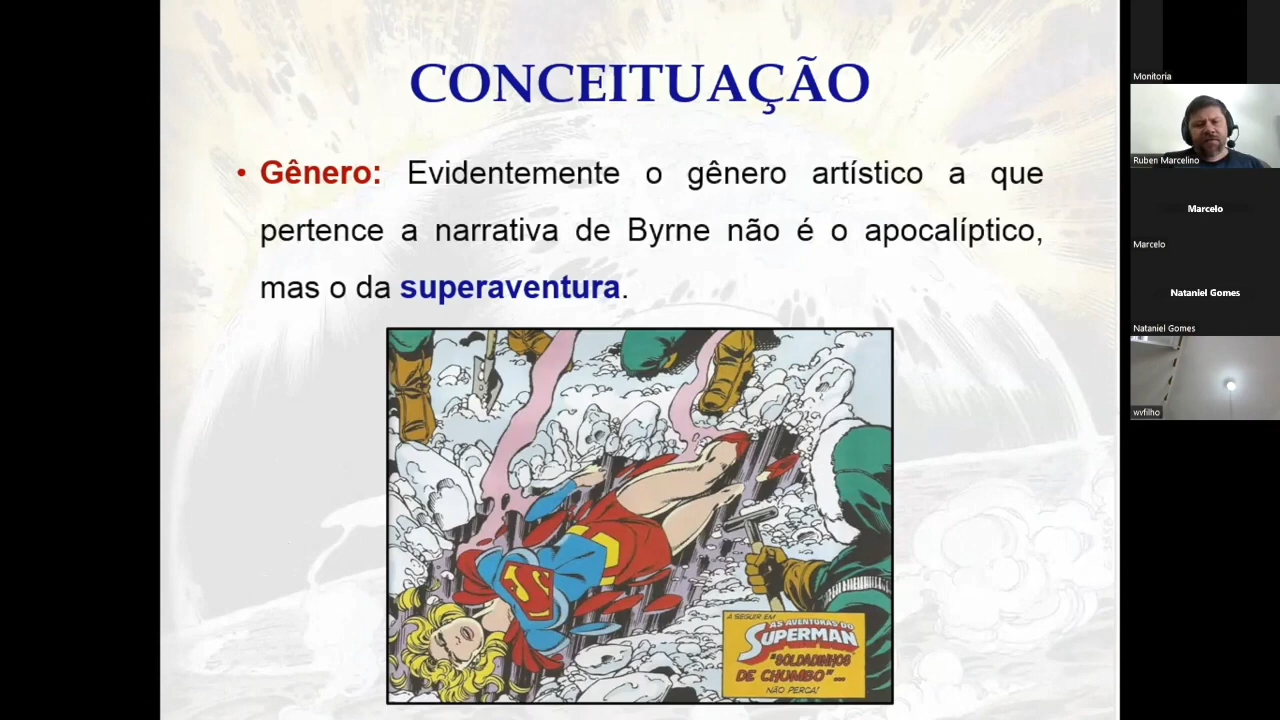 CONCEITUAÇÃO
• Gênero: Evidentemente o gênero artístico a que
pertence a narrativa de Byrne não é o apocalíptico,
mas o da superaventura.
A SEGUIR EM
AS AVENTURAS DO
SUPERMAN
"SOLDADINHOS
DE CHUMBO"...
NÃO PERCA!
Monitoria
Ruben Marcelino
Marcelo
Marcelo
Nataniel Gomes
Nataniel Gomes
wvfilho